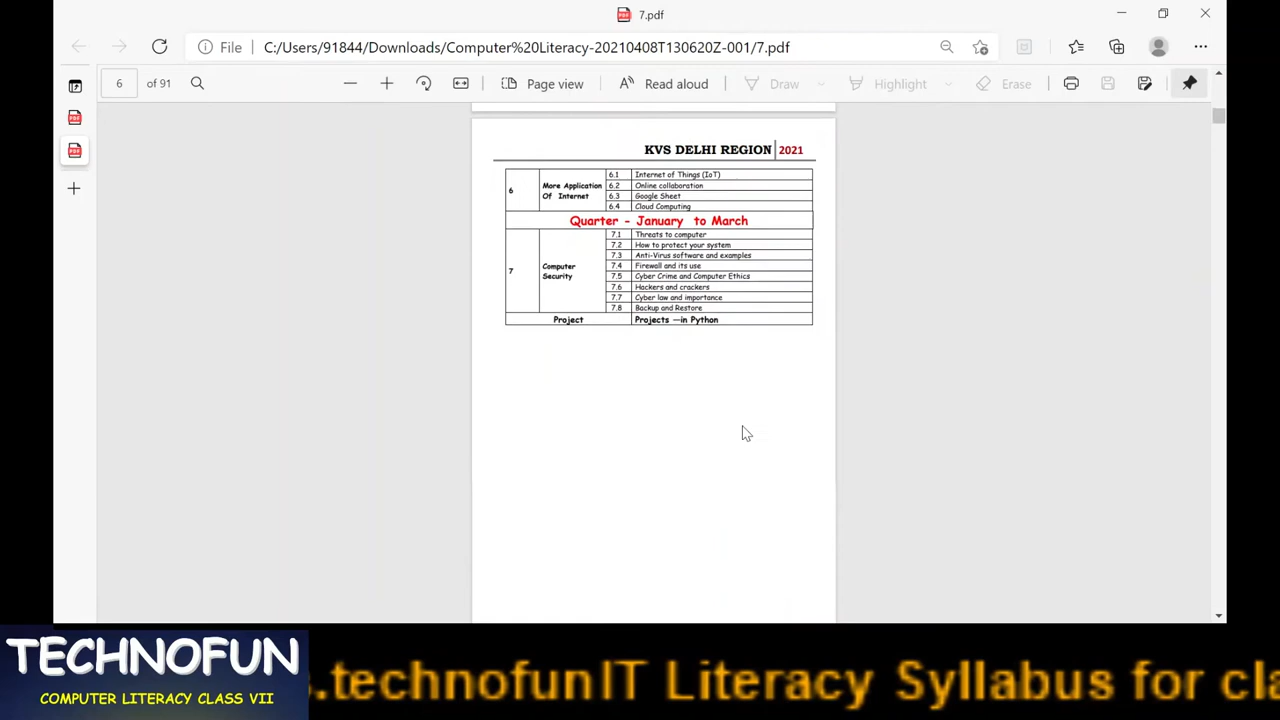 7.pdf
File C:/Users/91844/Downloads/Computer%20Literacy-20210408T130620Z-001/7.pdf
6 of 91 Page view Read aloud Draw Highlight Erase
KVS DELHI REGION 2021
6 More Application Of Internet
6.1 Internet of Things (IoT)
6.2 Online collaboration
6.3 Google Sheet
6.4 Cloud Computing
Quarter - January to March
7 Computer Security
7.1 Threats to computer
7.2 How to protect your system
7.3 Anti-Virus software and examples
7.4 Firewall and its use
7.5 Cyber Crime and Computer Ethics
7.6 Hackers and crackers
7.7 Cyber law and importance
7.8 Backup and Restore
Project Projects —in Python
TECHNOFUN
COMPUTER LITERACY CLASS VII
s.technofunIT Literacy Syllabus for cla